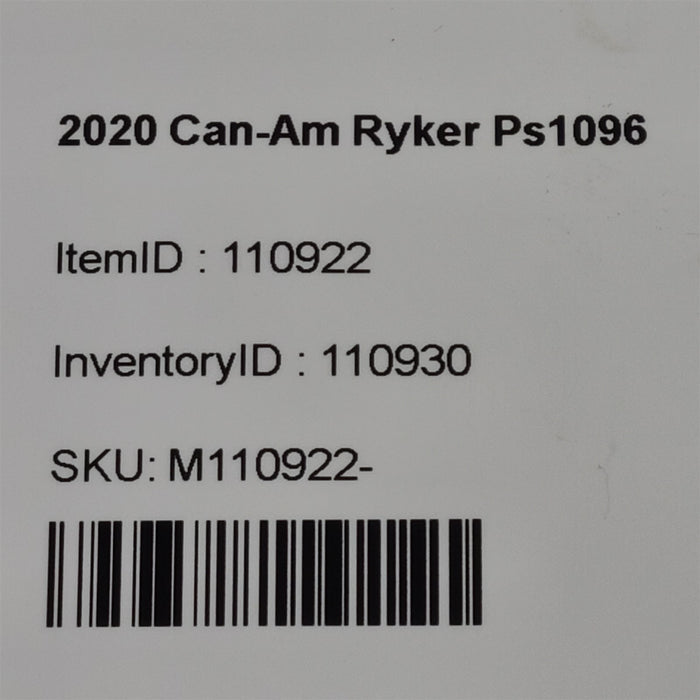 2020 Can-Am Ryker Ps1096
ItemID : 110922
InventoryID : 110930
SKU: M110922-